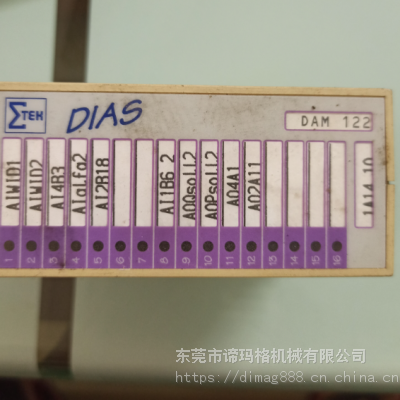 ΣTEK DIAS
DAM 122
AIWID1
AIWID2
AI4B3
AIalfa2
AI2B18
AI1B6.2
AOQsoll2
AOPsoll2
AO4A1
AO2A11
1A14.10
1 2 3 4 5 6 7 8 9 10 11 12 13 14 15 16
东莞市谛玛格机械有限公司
https://dimag888.cn.china.cn